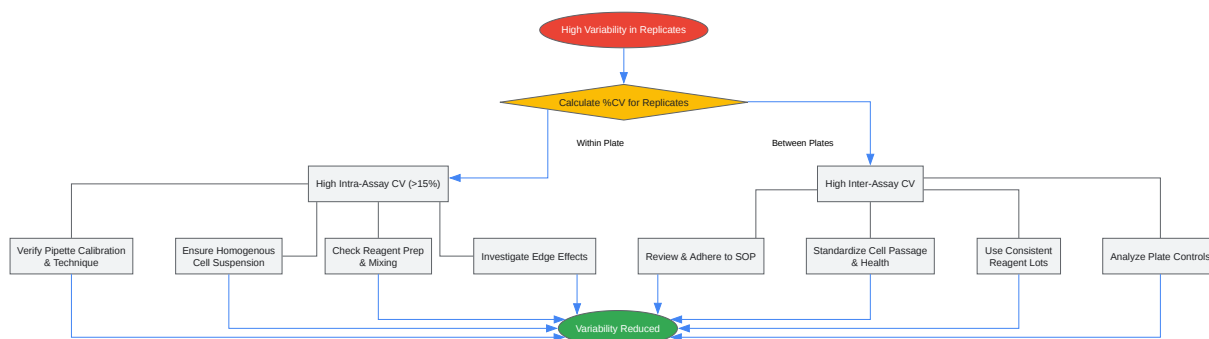 High Variability in Replicates
Calculate %CV for Replicates
Within Plate
Between Plates
High Intra-Assay CV (>15%)
High Inter-Assay CV
Verify Pipette Calibration
& Technique
Ensure Homogenous
Cell Suspension
Check Reagent Prep
& Mixing
Investigate Edge Effects
Review & Adhere to SOP
Standardize Cell Passage
& Health
Use Consistent
Reagent Lots
Analyze Plate Controls
Variability Reduced